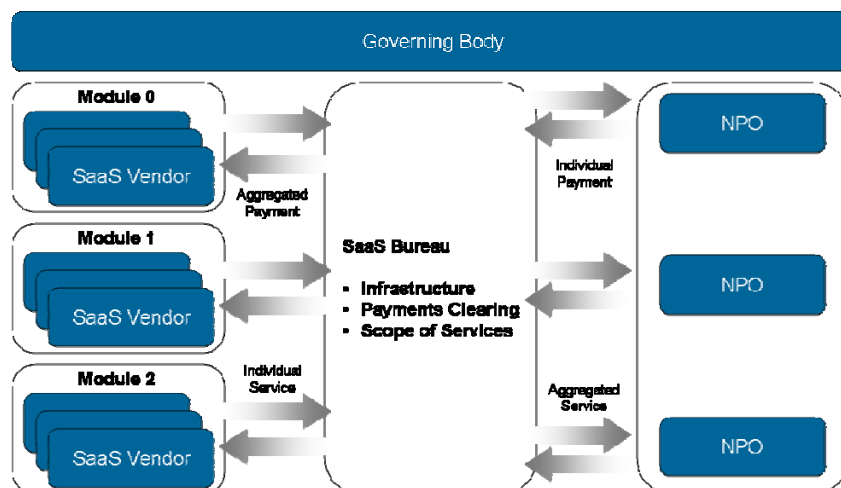 Governing Body
Module 0
SaaS Vendor
Aggregated
Payment
Module 1
SaaS Vendor
Module 2
SaaS Vendor
Individual
Service
SaaS Bureau
▪ Infrastructure
▪ Payments Clearing
▪ Scope of Services
Individual
Payment
Aggregated
Service
NPO
NPO
NPO